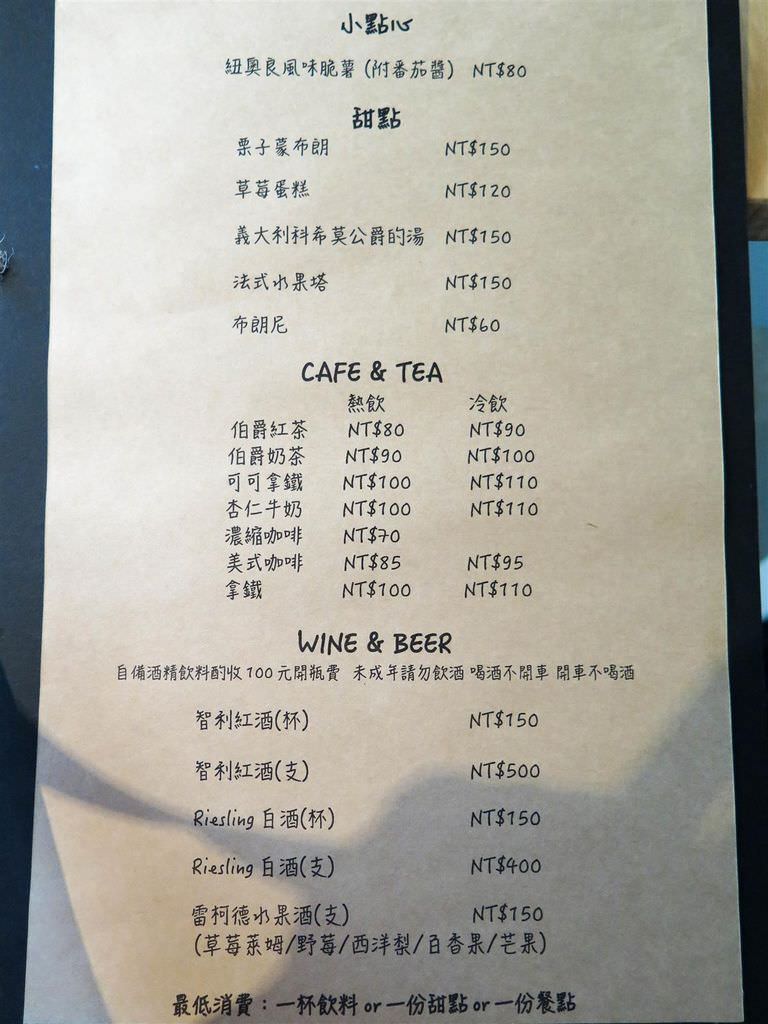 小點心
紐奧良風味脆薯 (附番茄醬) NT$80
甜點
栗子蒙布朗 NT$150
草莓蛋糕 NT$120
義大利科希莫公爵的湯 NT$150
法式水果塔 NT$150
布朗尼 NT$60
CAFE & TEA
熱飲 冷飲
伯爵紅茶 NT$80 NT$90
伯爵奶茶 NT$90 NT$100
可可拿鐵 NT$100 NT$110
杏仁牛奶 NT$100 NT$110
濃縮咖啡 NT$70
美式咖啡 NT$85 NT$95
拿鐵 NT$100 NT$110
WINE & BEER
自備酒精飲料酌收 100 元開瓶費 未成年請勿飲酒 喝酒不開車 開車不喝酒
智利紅酒(杯) NT$150
智利紅酒(支) NT$500
Riesling 白酒(杯) NT$150
Riesling 白酒(支) NT$400
雷柯德水果酒(支) NT$150
(草莓萊姆/野莓/西洋梨/百香果/芒果)
最低消費：一杯飲料 or 一份甜點 or 一份餐點